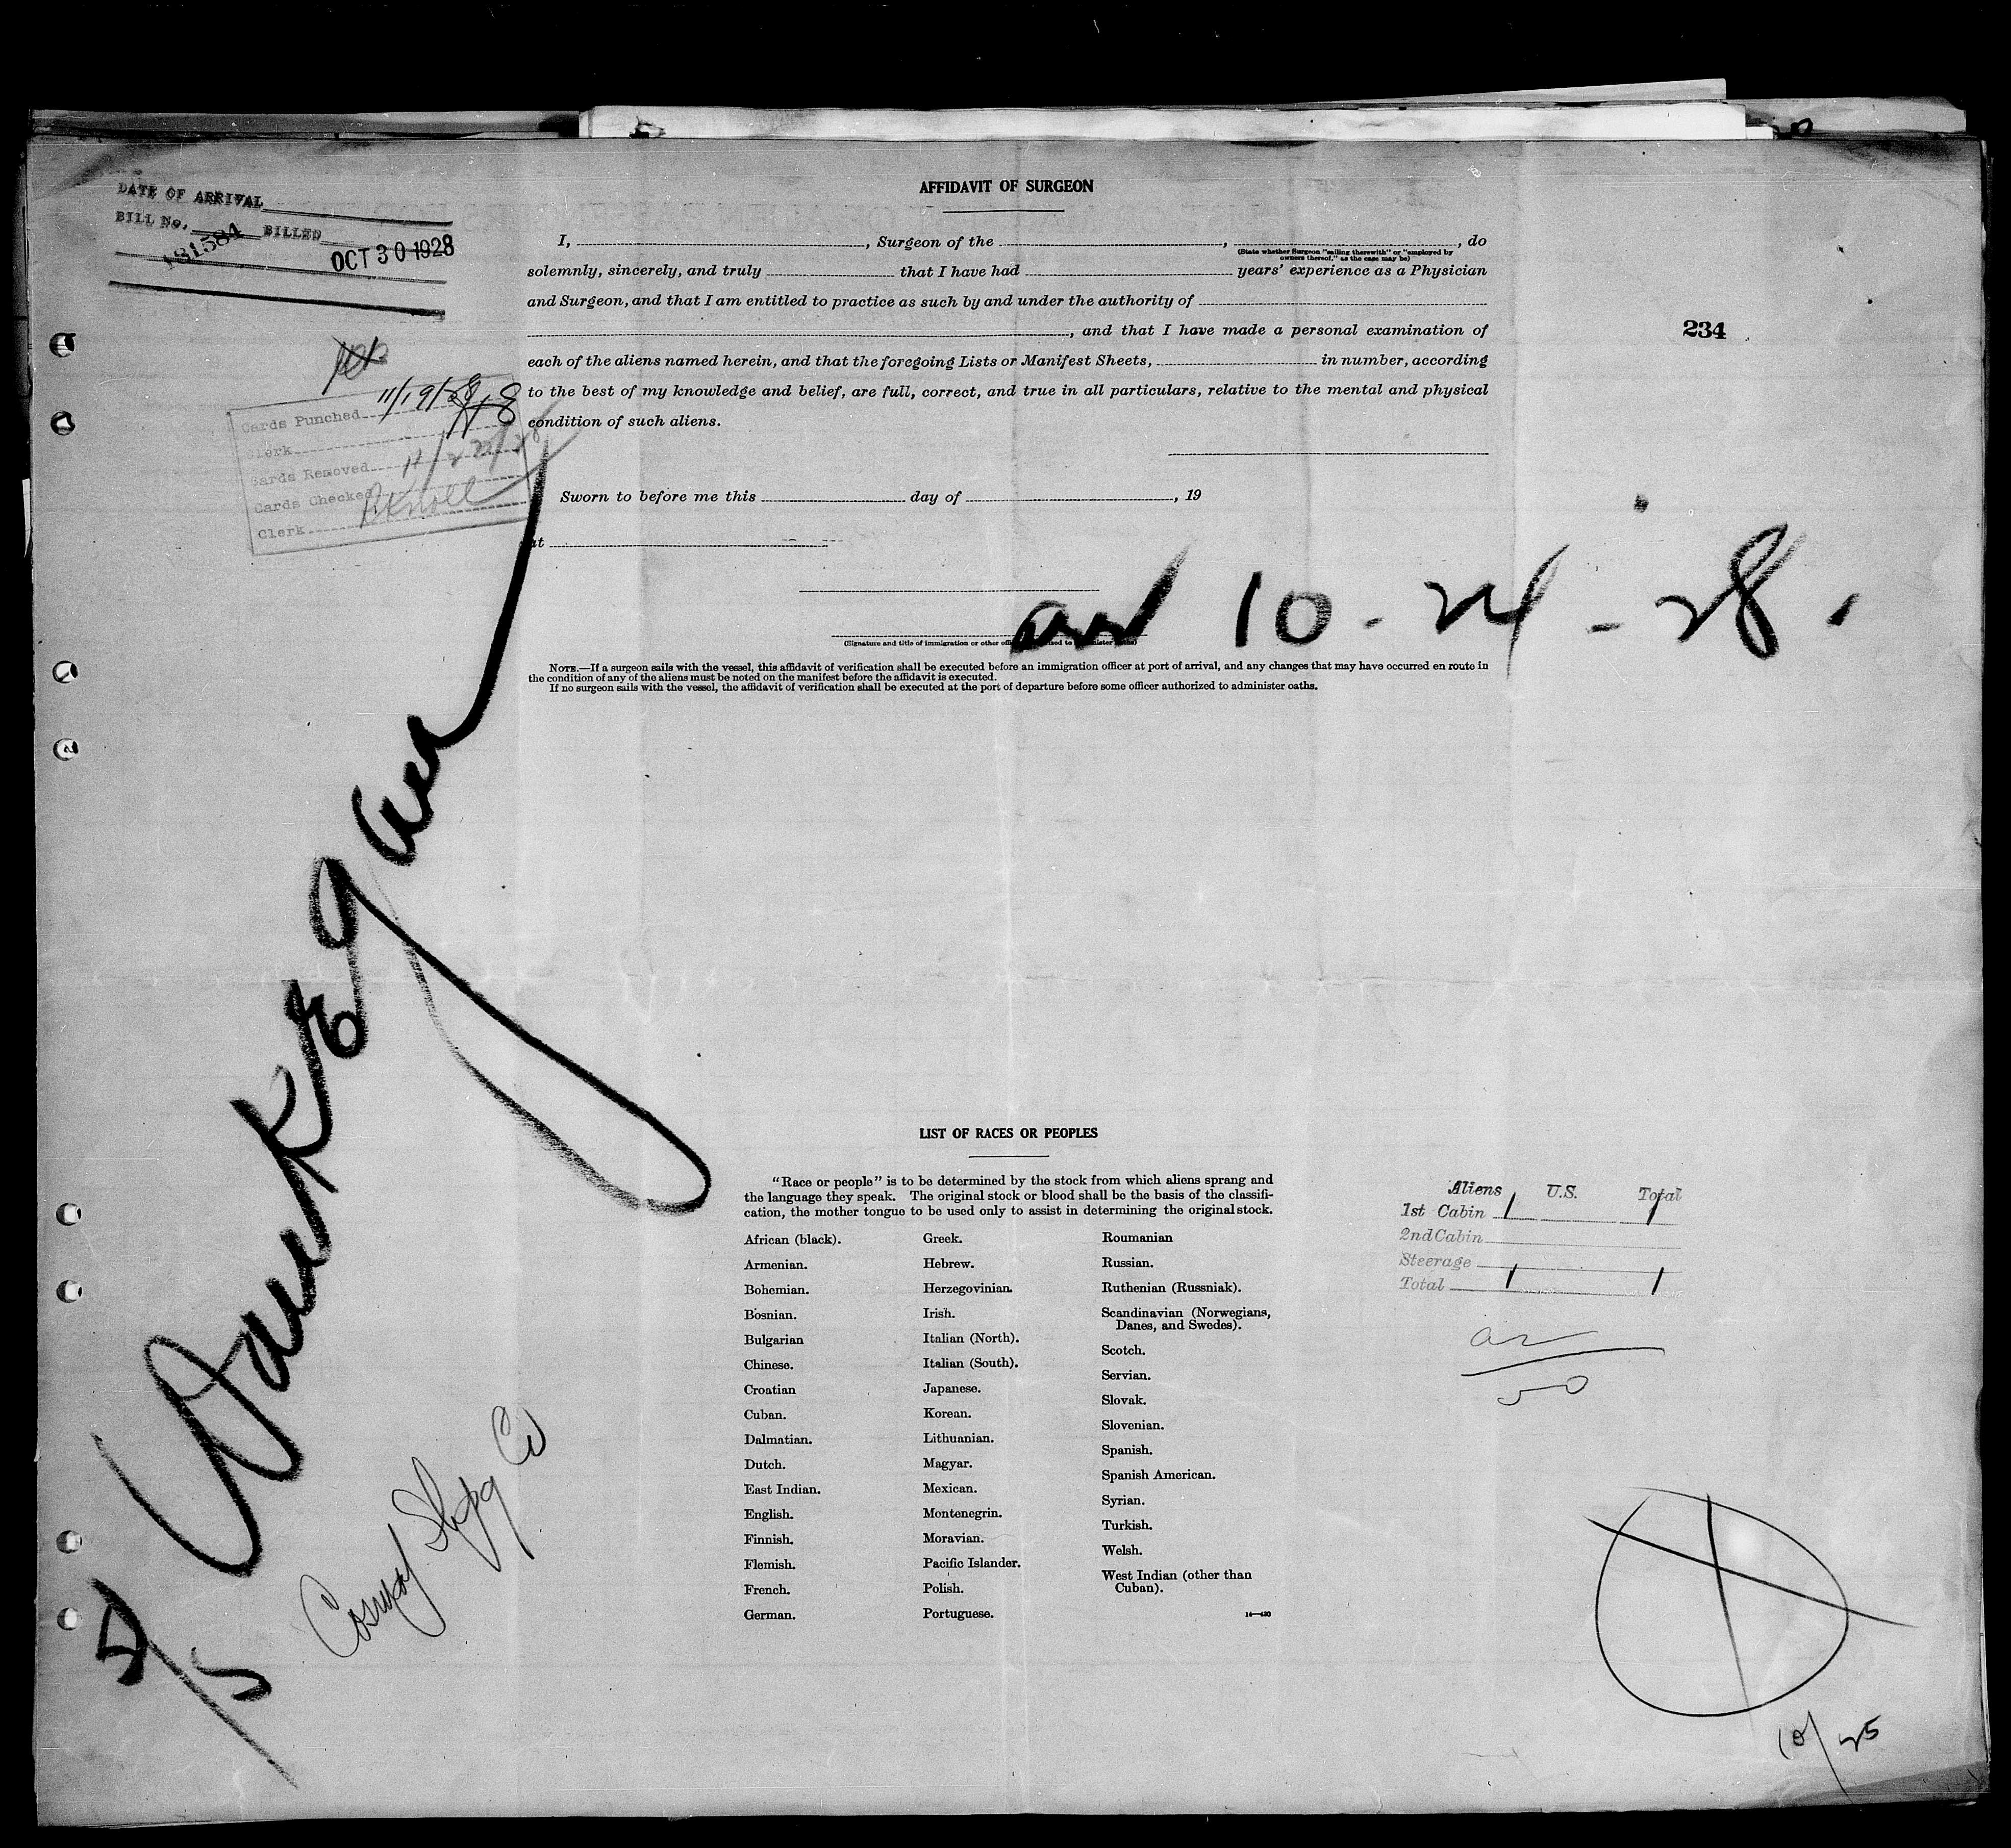 DATE OF ARRIVAL
BILL No. 181584 BILLED OCT 30 1928
AFFIDAVIT OF SURGEON
I, , Surgeon of the , , do
(State whether Surgeon "sailing therewith" or "employed by
owners thereof," as the case may be)
solemnly, sincerely, and truly that I have had years' experience as a Physician
and Surgeon, and that I am entitled to practice as such by and under the authority of
, and that I have made a personal examination of
each of the aliens named herein, and that the foregoing Lists or Manifest Sheets, in number, according
to the best of my knowledge and belief, are full, correct, and true in all particulars, relative to the mental and physical
condition of such aliens.
234
Cards Punched 11/19/28
Clerk
Cards Removed 11/22/28
Cards Checked
Clerk
Sworn to before me this day of , 19
at
arr 10-24-28.
(Signature and title of immigration or other
NOTE.—If a surgeon sails with the vessel, this affidavit of verification shall be executed before an immigration officer at port of arrival, and any changes that may have occurred en route in
the condition of any of the aliens must be noted on the manifest before the affidavit is executed.
If no surgeon sails with the vessel, the affidavit of verification shall be executed at the port of departure before some officer authorized to administer oaths.
S/S Waukegan
Cosmos Shpg Co
LIST OF RACES OR PEOPLES
"Race or people" is to be determined by the stock from which aliens sprang and
the language they speak. The original stock or blood shall be the basis of the classifi-
cation, the mother tongue to be used only to assist in determining the original stock.
African (black).
Armenian.
Bohemian.
Bosnian.
Bulgarian
Chinese.
Croatian
Cuban.
Dalmatian.
Dutch.
East Indian.
English.
Finnish.
Flemish.
French.
German.
Greek.
Hebrew.
Herzegovinian.
Irish.
Italian (North).
Italian (South).
Japanese.
Korean.
Lithuanian.
Magyar.
Mexican.
Montenegrin.
Moravian.
Pacific Islander.
Polish.
Portuguese.
Roumanian
Russian.
Ruthenian (Russniak).
Scandinavian (Norwegians,
Danes, and Swedes).
Scotch.
Servian.
Slovak.
Slovenian.
Spanish.
Spanish American.
Syrian.
Turkish.
Welsh.
West Indian (other than
Cuban).
14—430
Aliens U.S. Total
1st Cabin 1 1
2nd Cabin
Steerage
Total 1 1
10/25